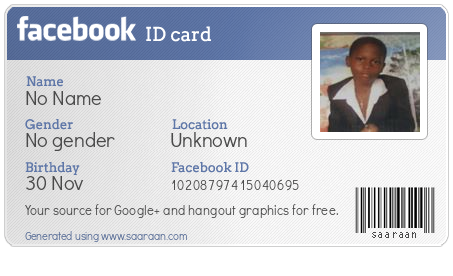 facebook ID card
Name
No Name
Gender
No gender
Location
Unknown
Birthday
30 Nov
Facebook ID
10208797415040695
Your source for Google+ and hangout graphics for free.
Generated using www.saaraan.com
saaraan